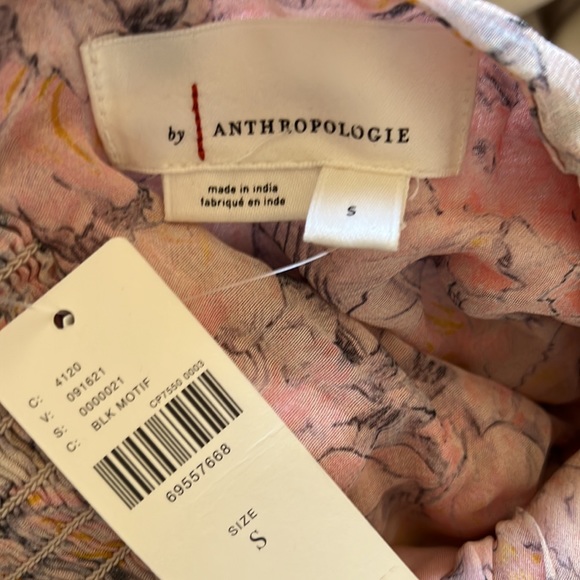 by ANTHROPOLOGIE
made in india
fabriqué en inde
S
C: 4120
V: 091621
S: 0000021
C: BLK MOTIF
CP7550 0003
69557668
SIZE
S